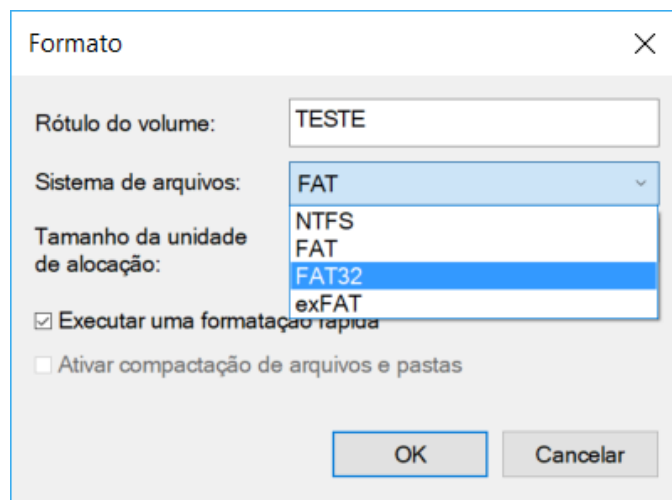 Formato
Rótulo do volume:
TESTE
Sistema de arquivos:
FAT
NTFS
FAT
FAT32
exFAT
Tamanho da unidade
de alocação:
Executar uma formatação rápida
Ativar compactação de arquivos e pastas
OK
Cancelar